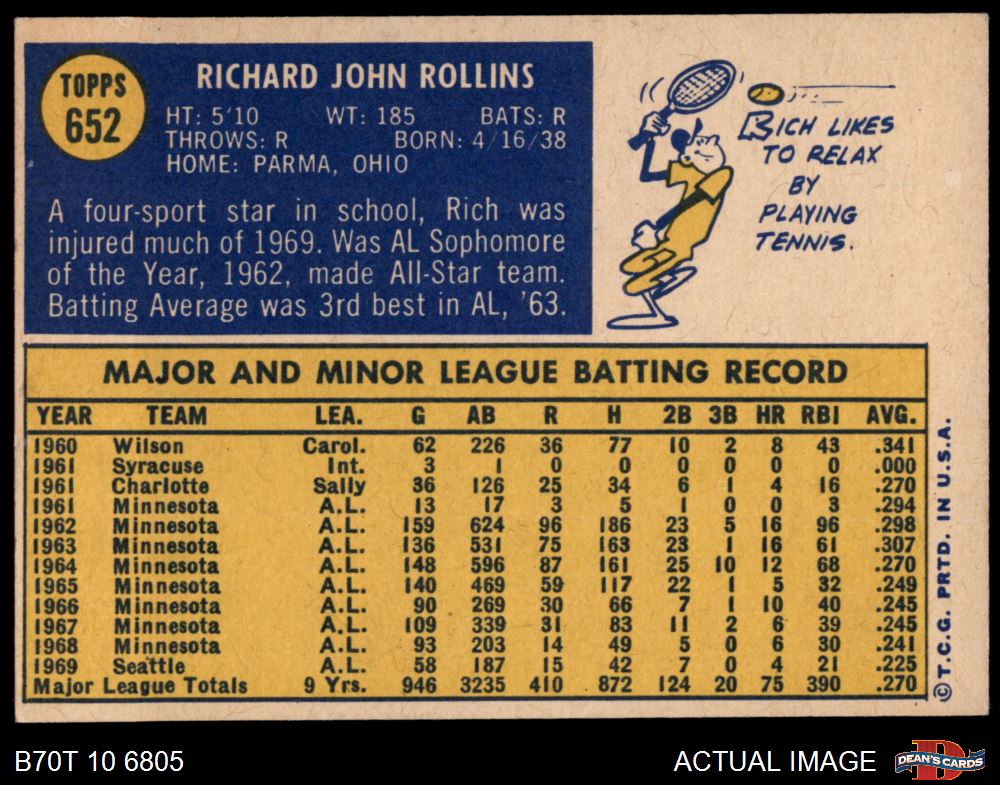 TOPPS
652
RICHARD JOHN ROLLINS
HT: 5'10 WT: 185 BATS: R
THROWS: R BORN: 4/16/38
HOME: PARMA, OHIO
A four-sport star in school, Rich was
injured much of 1969. Was AL Sophomore
of the Year, 1962, made All-Star team.
Batting Average was 3rd best in AL, '63.
RICH LIKES
TO RELAX
BY
PLAYING
TENNIS.
MAJOR AND MINOR LEAGUE BATTING RECORD
YEAR TEAM LEA. G AB R H 2B 3B HR RBI AVG.
1960 Wilson Carol. 62 226 36 77 10 2 8 43 .341
1961 Syracuse Int. 3 1 0 0 0 0 0 0 .000
1961 Charlotte Sally 36 126 25 34 6 1 4 16 .270
1961 Minnesota A.L. 13 17 3 5 1 0 0 3 .294
1962 Minnesota A.L. 159 624 96 186 23 5 16 96 .298
1963 Minnesota A.L. 136 531 75 163 23 1 16 61 .307
1964 Minnesota A.L. 148 596 87 161 25 10 12 68 .270
1965 Minnesota A.L. 140 469 59 117 22 1 5 32 .249
1966 Minnesota A.L. 90 269 30 66 7 1 10 40 .245
1967 Minnesota A.L. 109 339 31 83 11 2 6 39 .245
1968 Minnesota A.L. 93 203 14 49 5 0 6 30 .241
1969 Seattle A.L. 58 187 15 42 7 0 4 21 .225
Major League Totals 9 Yrs. 946 3235 410 872 124 20 75 390 .270
© T.C.G. PRTD. IN U.S.A.
B70T 10 6805
ACTUAL IMAGE
D
DEAN'S CARDS